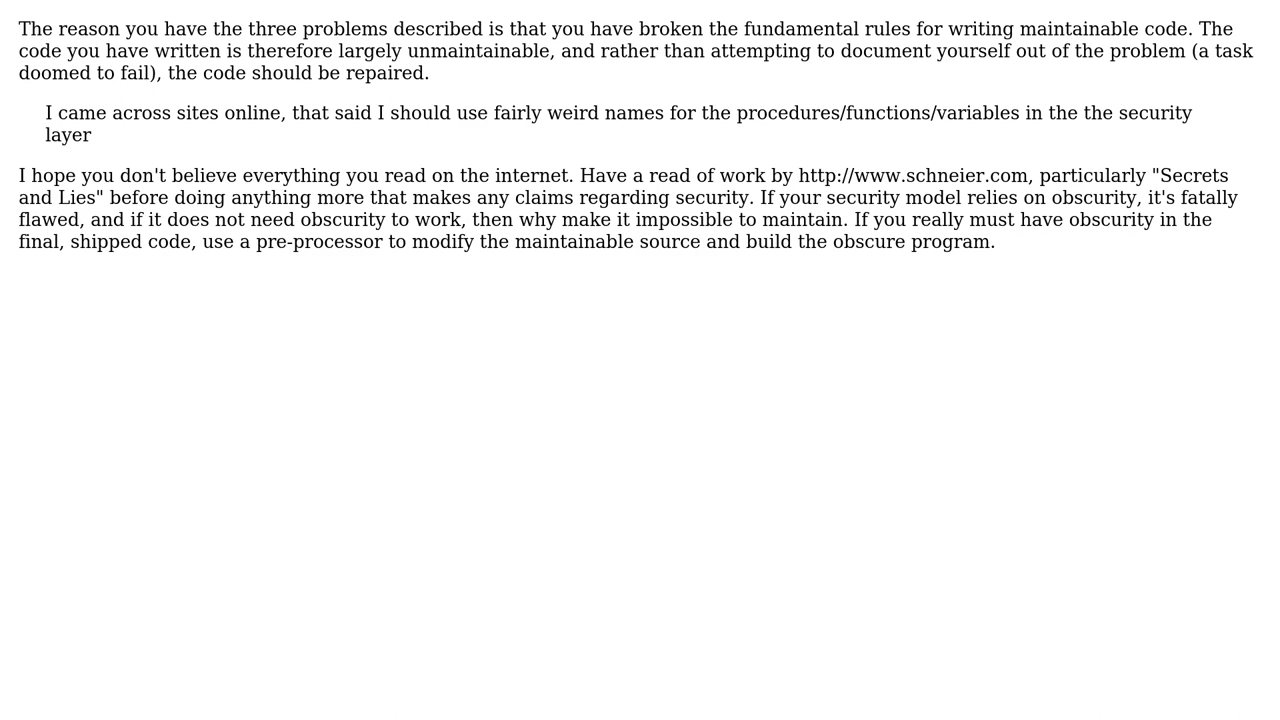 The reason you have the three problems described is that you have broken the fundamental rules for writing maintainable code. The
code you have written is therefore largely unmaintainable, and rather than attempting to document yourself out of the problem (a task
doomed to fail), the code should be repaired.
I came across sites online, that said I should use fairly weird names for the procedures/functions/variables in the the security
layer
I hope you don't believe everything you read on the internet. Have a read of work by http://www.schneier.com, particularly "Secrets
and Lies" before doing anything more that makes any claims regarding security. If your security model relies on obscurity, it's fatally
flawed, and if it does not need obscurity to work, then why make it impossible to maintain. If you really must have obscurity in the
final, shipped code, use a pre-processor to modify the maintainable source and build the obscure program.